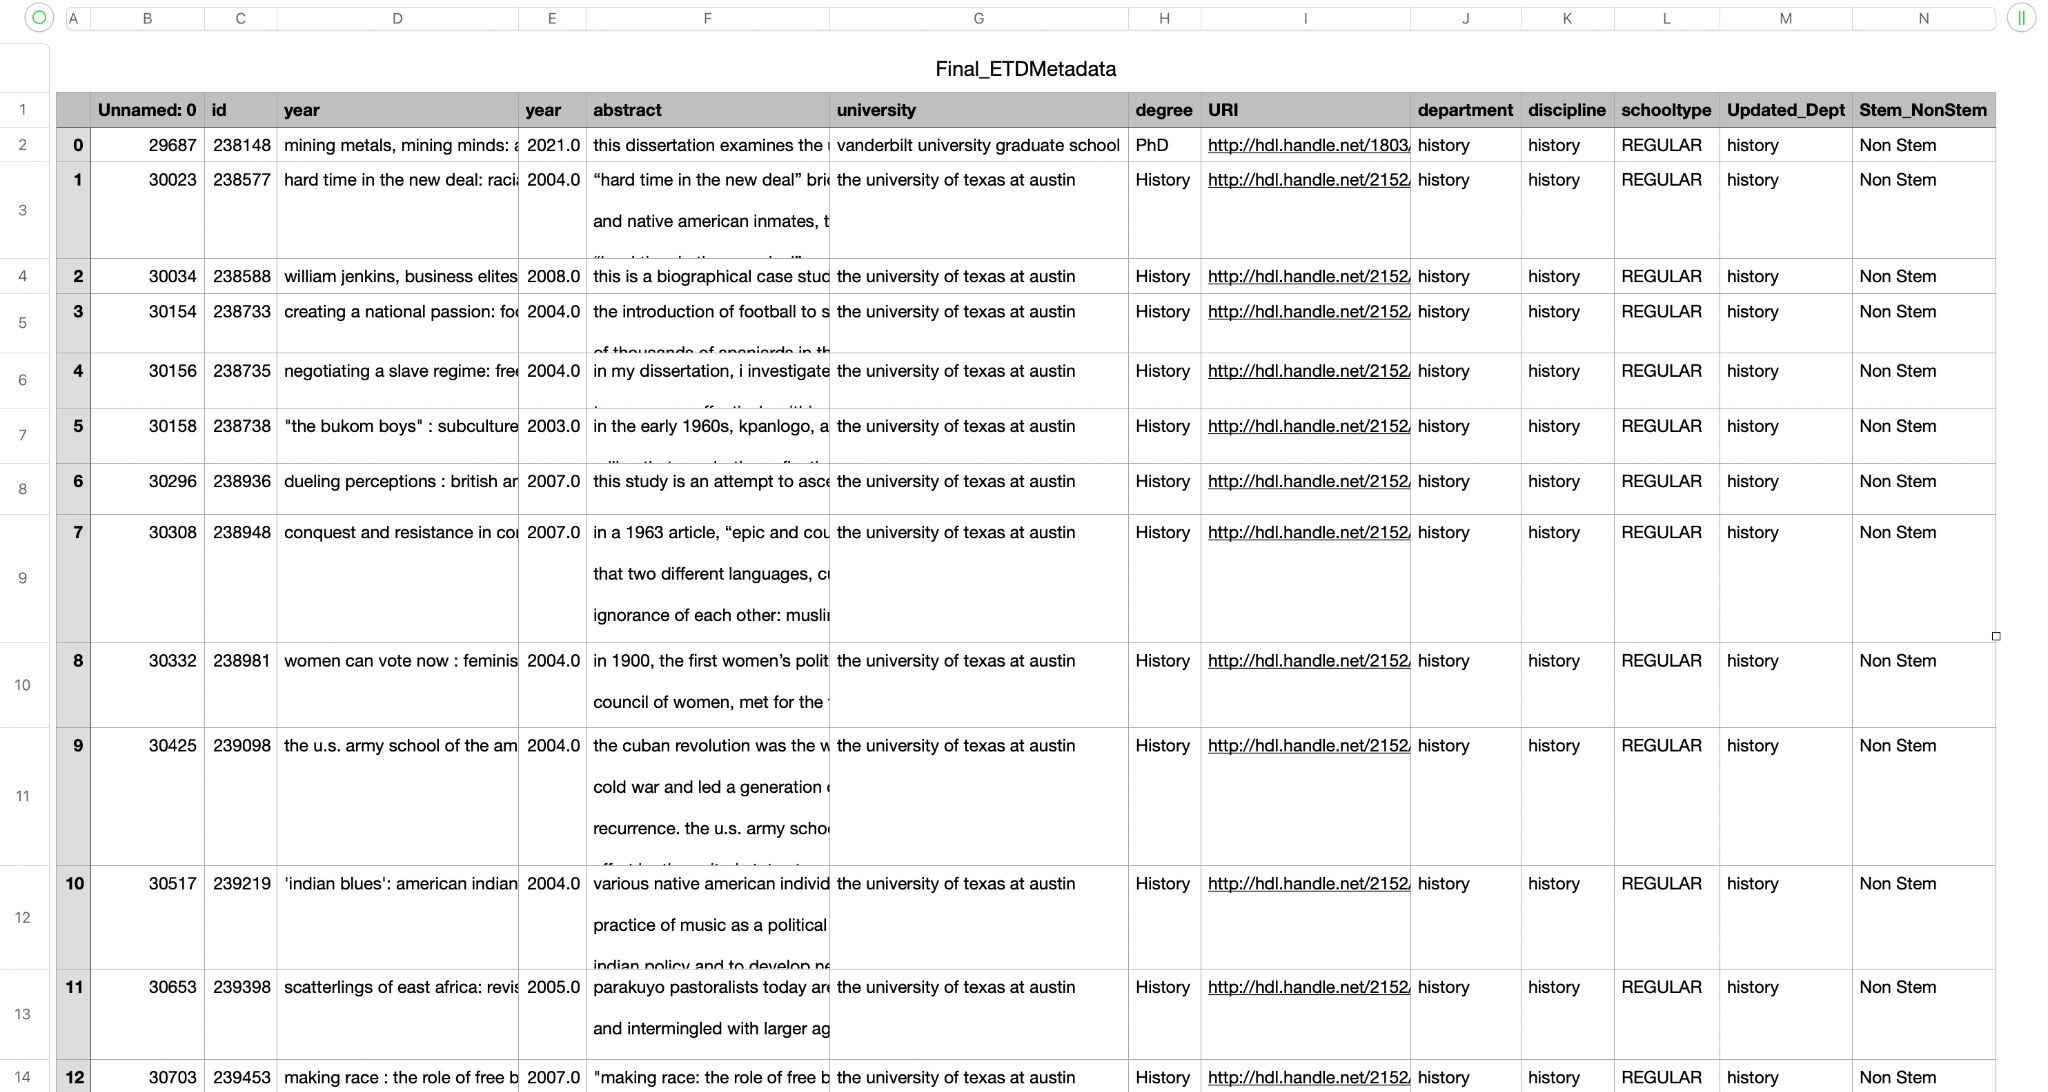 A B C D E F G H I J K L M N
Final_ETDMetadata
1 Unnamed: 0 id year year abstract university degree URI department discipline schooltype Updated_Dept Stem_NonStem
2 0 29687 238148 mining metals, mining minds: 2021.0 this dissertation examines the vanderbilt university graduate school PhD http://hdl.handle.net/1803/ history history REGULAR history Non Stem
3 1 30023 238577 hard time in the new deal: 2004.0 “hard time in the new deal” the university of texas at austin History http://hdl.handle.net/2152/ history history REGULAR history Non Stem
and native american inmates,
4 2 30034 238588 william jenkins, business elites 2008.0 this is a biographical case the university of texas at austin History http://hdl.handle.net/2152/ history history REGULAR history Non Stem
5 3 30154 238733 creating a national passion: 2004.0 the introduction of football to the university of texas at austin History http://hdl.handle.net/2152/ history history REGULAR history Non Stem
of thousands of spaniards in
6 4 30156 238735 negotiating a slave regime: 2004.0 in my dissertation, i investigate the university of texas at austin History http://hdl.handle.net/2152/ history history REGULAR history Non Stem
7 5 30158 238738 "the bukom boys" : subculture 2003.0 in the early 1960s, kpanlogo, a the university of texas at austin History http://hdl.handle.net/2152/ history history REGULAR history Non Stem
8 6 30296 238936 dueling perceptions : british 2007.0 this study is an attempt to the university of texas at austin History http://hdl.handle.net/2152/ history history REGULAR history Non Stem
9 7 30308 238948 conquest and resistance in 2007.0 in a 1963 article, “epic and the university of texas at austin History http://hdl.handle.net/2152/ history history REGULAR history Non Stem
that two different languages,
ignorance of each other:
10 8 30332 238981 women can vote now : 2004.0 in 1900, the first women’s the university of texas at austin History http://hdl.handle.net/2152/ history history REGULAR history Non Stem
council of women, met for the
11 9 30425 239098 the u.s. army school of the 2004.0 the cuban revolution was the the university of texas at austin History http://hdl.handle.net/2152/ history history REGULAR history Non Stem
cold war and led a generation
recurrence. the u.s. army
12 10 30517 239219 'indian blues': american indian 2004.0 various native american the university of texas at austin History http://hdl.handle.net/2152/ history history REGULAR history Non Stem
practice of music as a political
indian policy and to develop
13 11 30653 239398 scatterlings of east africa: 2005.0 parakuyo pastoralists today are the university of texas at austin History http://hdl.handle.net/2152/ history history REGULAR history Non Stem
and intermingled with larger
14 12 30703 239453 making race : the role of free 2007.0 "making race: the role of free the university of texas at austin History http://hdl.handle.net/2152/ history history REGULAR history Non Stem